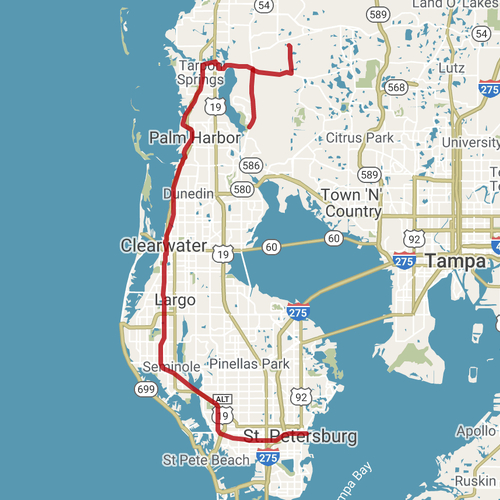 54
589
Land O' Lakes
54
Tarpon
Springs
Lutz
568
275
19
Palm Harbor
Citrus Park
University
586
589
580
Dunedin
Town 'N'
Country
Clearwater
60
60
92
19
275
Tampa
Largo
275
Seminole
Pinellas Park
699
92
ALT
19
St. Petersburg
275
St Pete Beach
Apollo
Ruskin
Bay